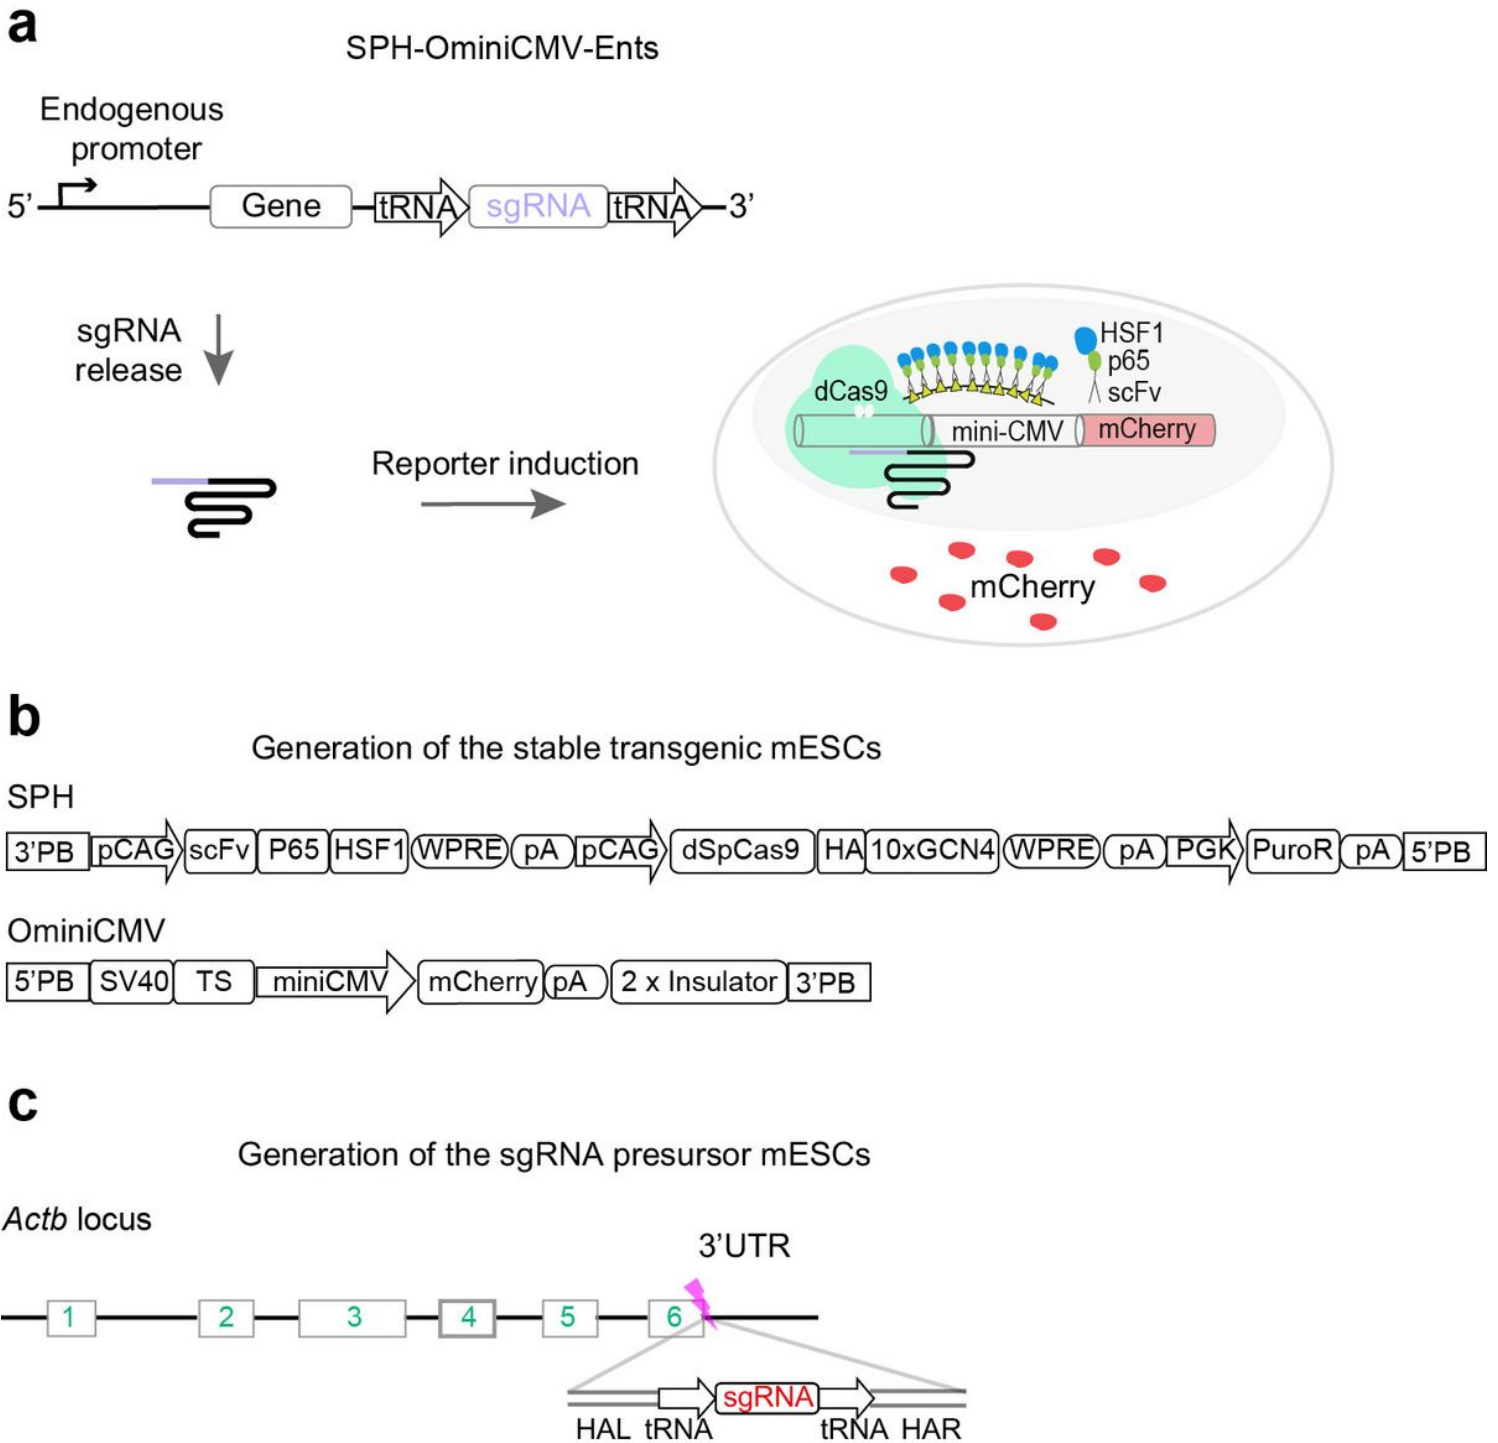 a
SPH-OminiCMV-Ents
Endogenous
promoter
5’ Gene tRNA sgRNA tRNA 3’
sgRNA
release
Reporter induction
HSF1
p65
scFv
dCas9
mini-CMV mCherry
mCherry
b
Generation of the stable transgenic mESCs
SPH
3’PB pCAG scFv P65 HSF1 WPRE pA pCAG dSpCas9 HA 10xGCN4 WPRE pA PGK PuroR pA 5’PB
OminiCMV
5’PB SV40 TS miniCMV mCherry pA 2 x Insulator 3’PB
c
Generation of the sgRNA presursor mESCs
Actb locus
3’UTR
1 2 3 4 5 6
sgRNA
HAL tRNA tRNA HAR